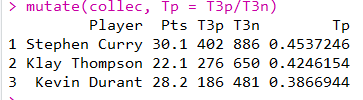 > mutate(collec, Tp = T3p/T3n)
Player Pts T3p T3n Tp
1 Stephen Curry 30.1 402 886 0.4537246
2 Klay Thompson 22.1 276 650 0.4246154
3 Kevin Durant 28.2 186 481 0.3866944